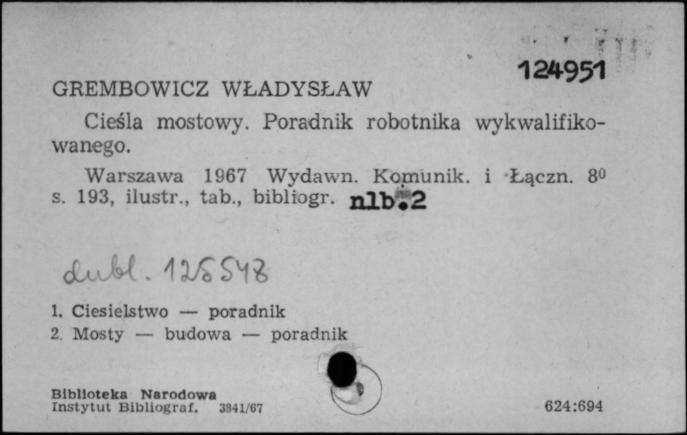 124951
GREMBOWICZ WŁADYSŁAW
Cieśla mostowy. Poradnik robotnika wykwalifiko-
wanego.
Warszawa 1967 Wydawn. Komunik. i Łączn. 8⁰
s. 193, ilustr., tab., bibliogr. nlb. 2
dubl. 125548
1. Ciesielstwo — poradnik
2. Mosty — budowa — poradnik
Biblioteka Narodowa
Instytut Bibliograf. 3941/67
624:694